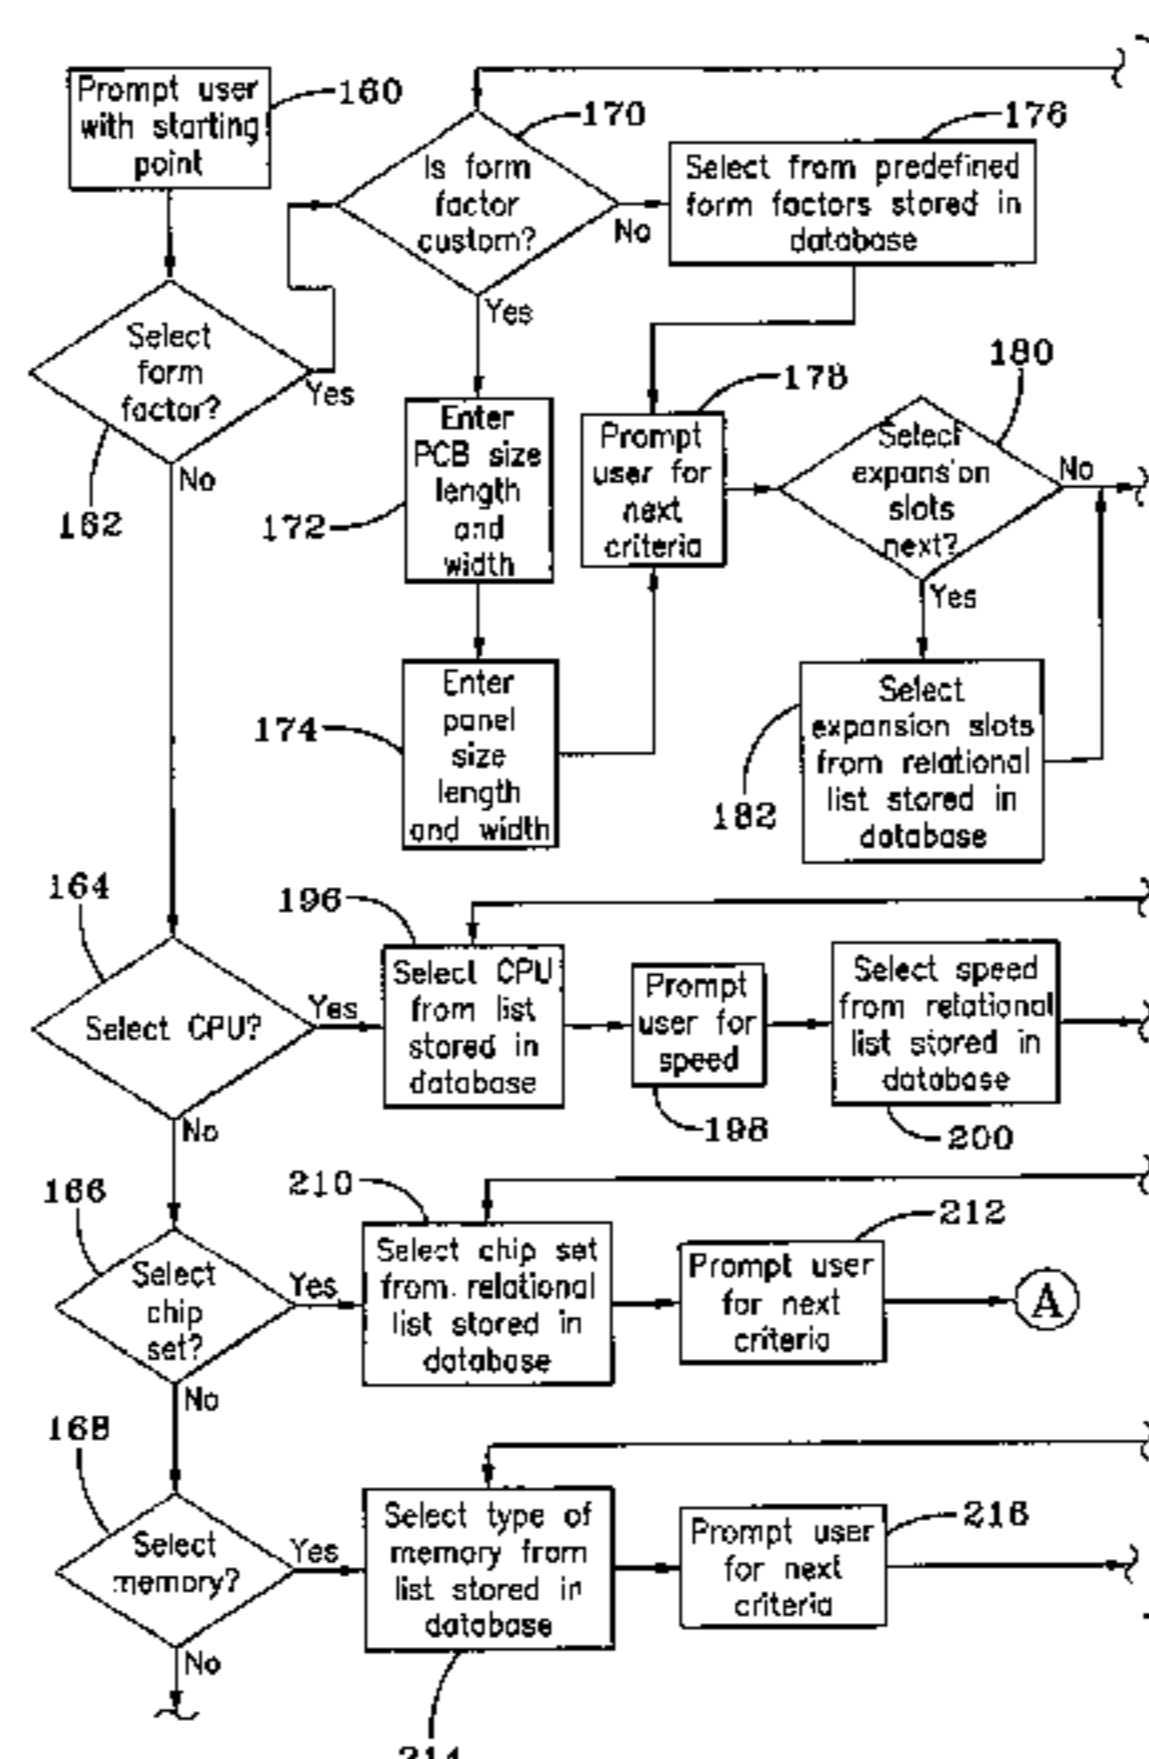 Prompt user
with starting
point
160
170
Is form
factor
custom?
No
Yes
176
Select from predefined
form factors stored in
database
Select
form
factor?
Yes
No
162
Enter
PCB size
length
and
width
172
178
Prompt
user for
next
criteria
180
Select
expansion
slots
next?
No
Yes
Enter
panel
size
length
and width
174
Select
expansion slots
from relational
list stored in
database
182
164
Select CPU?
Yes
No
196
Select CPU
from list
stored in
database
Prompt
user for
speed
198
Select speed
from relational
list stored in
database
200
166
Select
chip
set?
Yes
No
210
Select chip set
from relational
list stored in
database
212
Prompt user
for next
criteria
A
168
Select
memory?
Yes
No
Select type of
memory from
list stored in
database
214
Prompt user
for next
criteria
216